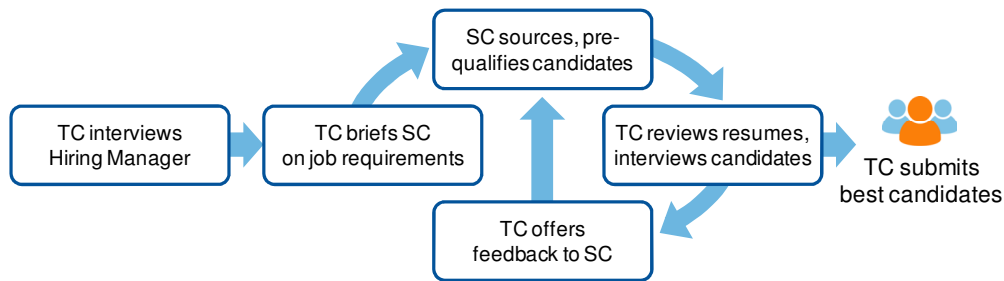 TC interviews
Hiring Manager
TC briefs SC
on job requirements
SC sources, pre-
qualifies candidates
TC reviews resumes,
interviews candidates
TC offers
feedback to SC
TC submits
best candidates